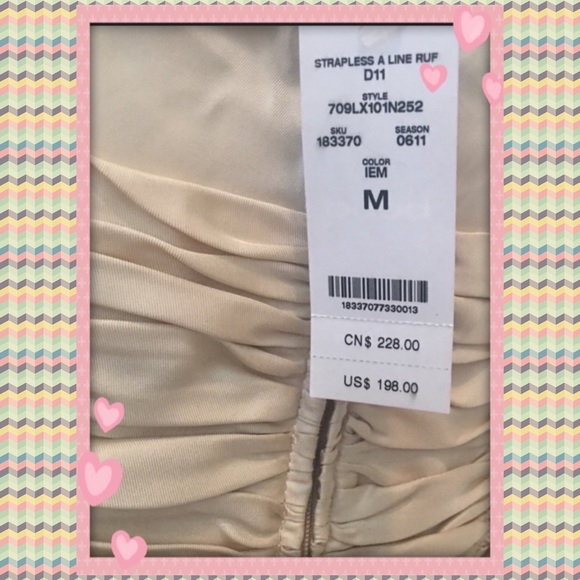 STRAPLESS A LINE RUF
D11
STYLE
709LX101N252
SKU SEASON
183370 0611
COLOR
IEM
M
18337077330013
CN$ 228.00
US$ 198.00